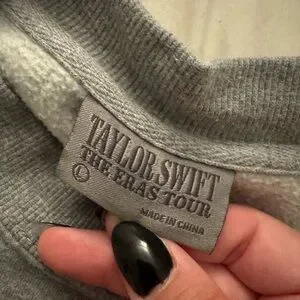 TAYLOR SWIFT
THE ERAS TOUR
L
MADE IN CHINA